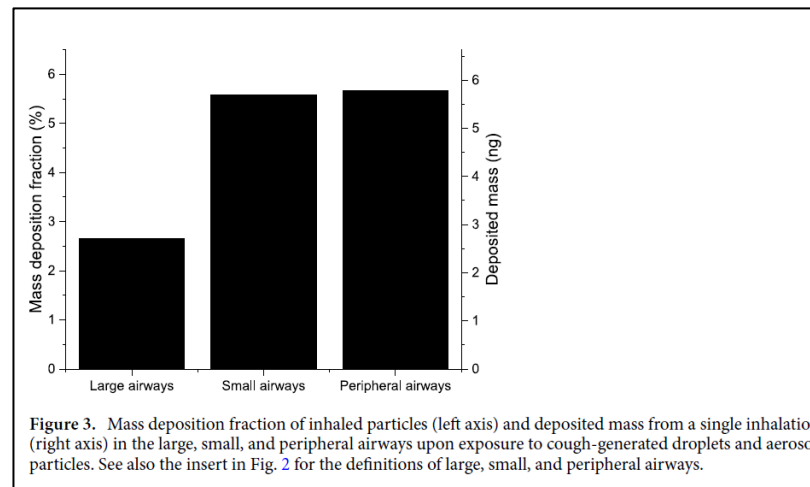 6
5
4
3
2
1
0
Mass deposition fraction (%)
6
5
4
3
2
1
0
Deposited mass (ng)
Large airways
Small airways
Peripheral airways
Figure 3. Mass deposition fraction of inhaled particles (left axis) and deposited mass from a single inhalatio
(right axis) in the large, small, and peripheral airways upon exposure to cough-generated droplets and aeroso
particles. See also the insert in Fig. 2 for the definitions of large, small, and peripheral airways.